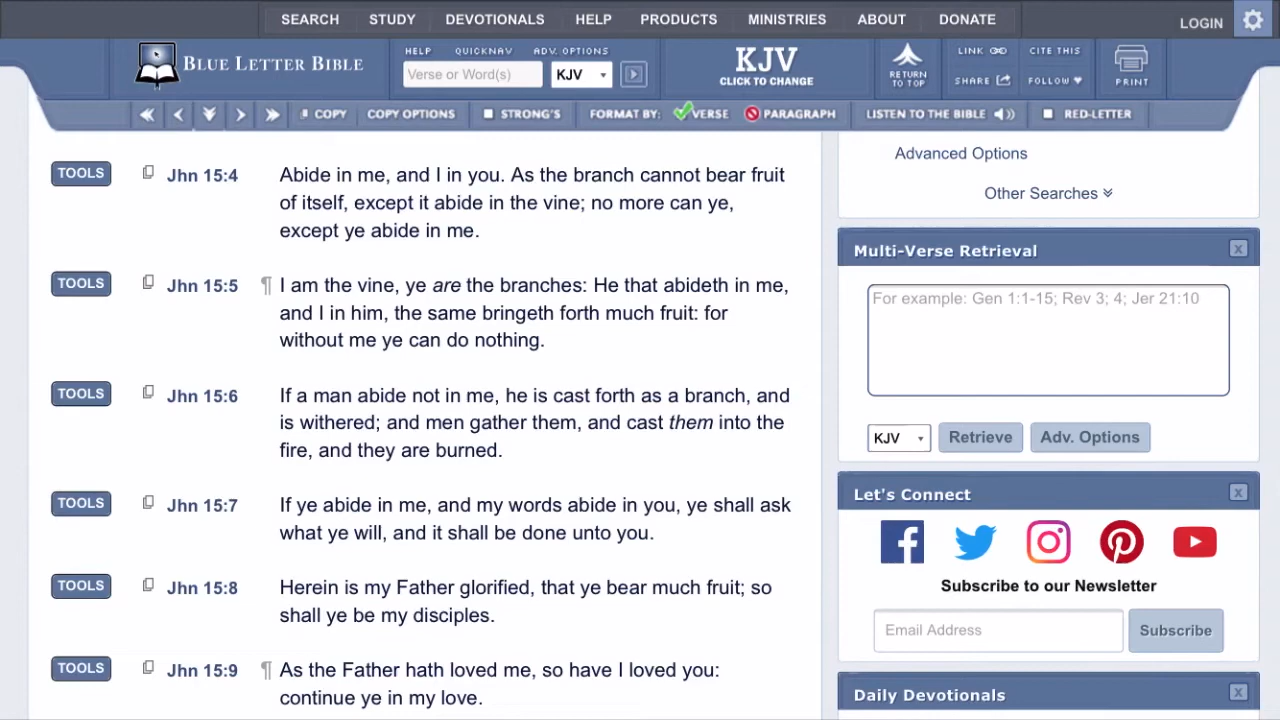 SEARCH STUDY DEVOTIONALS HELP PRODUCTS MINISTRIES ABOUT DONATE LOGIN
BLUE LETTER BIBLE
HELP QUICKNAV ADV. OPTIONS
Verse or Word(s) KJV
KJV
CLICK TO CHANGE
RETURN
TO TOP
LINK CITE THIS
SHARE FOLLOW
PRINT
COPY COPY OPTIONS STRONG'S FORMAT BY: VERSE PARAGRAPH LISTEN TO THE BIBLE RED-LETTER
TOOLS Jhn 15:4 Abide in me, and I in you. As the branch cannot bear fruit
of itself, except it abide in the vine; no more can ye,
except ye abide in me.
TOOLS Jhn 15:5 ¶ I am the vine, ye are the branches: He that abideth in me,
and I in him, the same bringeth forth much fruit: for
without me ye can do nothing.
TOOLS Jhn 15:6 If a man abide not in me, he is cast forth as a branch, and
is withered; and men gather them, and cast them into the
fire, and they are burned.
TOOLS Jhn 15:7 If ye abide in me, and my words abide in you, ye shall ask
what ye will, and it shall be done unto you.
TOOLS Jhn 15:8 Herein is my Father glorified, that ye bear much fruit; so
shall ye be my disciples.
TOOLS Jhn 15:9 ¶ As the Father hath loved me, so have I loved you:
continue ye in my love.
Advanced Options
Other Searches
Multi-Verse Retrieval
For example: Gen 1:1-15; Rev 3; 4; Jer 21:10
KJV Retrieve Adv. Options
Let's Connect
Subscribe to our Newsletter
Email Address Subscribe
Daily Devotionals